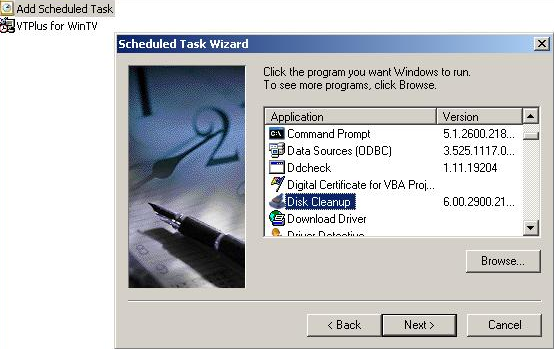 Add Scheduled Task
VTPlus for WinTV
Scheduled Task Wizard
Click the program you want Windows to run.
To see more programs, click Browse.
Application Version
Command Prompt 5.1.2600.218...
Data Sources (ODBC) 3.525.1117.0...
Ddcheck 1.11.19204
Digital Certificate for VBA Proj...
Disk Cleanup 6.00.2900.21...
Download Driver
Driver Detective
Browse...
< Back Next > Cancel